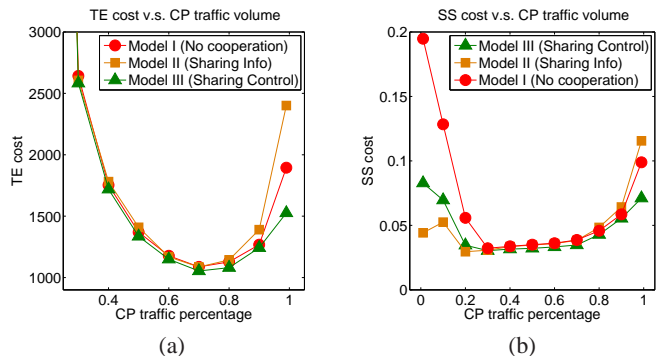 TE cost v.s. CP traffic volume
3000
2500
2000
1500
1000
TE cost
Model I (No cooperation)
Model II (Sharing Info)
Model III (Sharing Control)
0.4
0.6
0.8
1
CP traffic percentage
(a)
SS cost v.s. CP traffic volume
0.2
0.15
0.1
0.05
0
SS cost
Model III (Sharing Control)
Model II (Sharing Info)
Model I (No cooperation)
0
0.2
0.4
0.6
0.8
1
CP traffic percentage
(b)